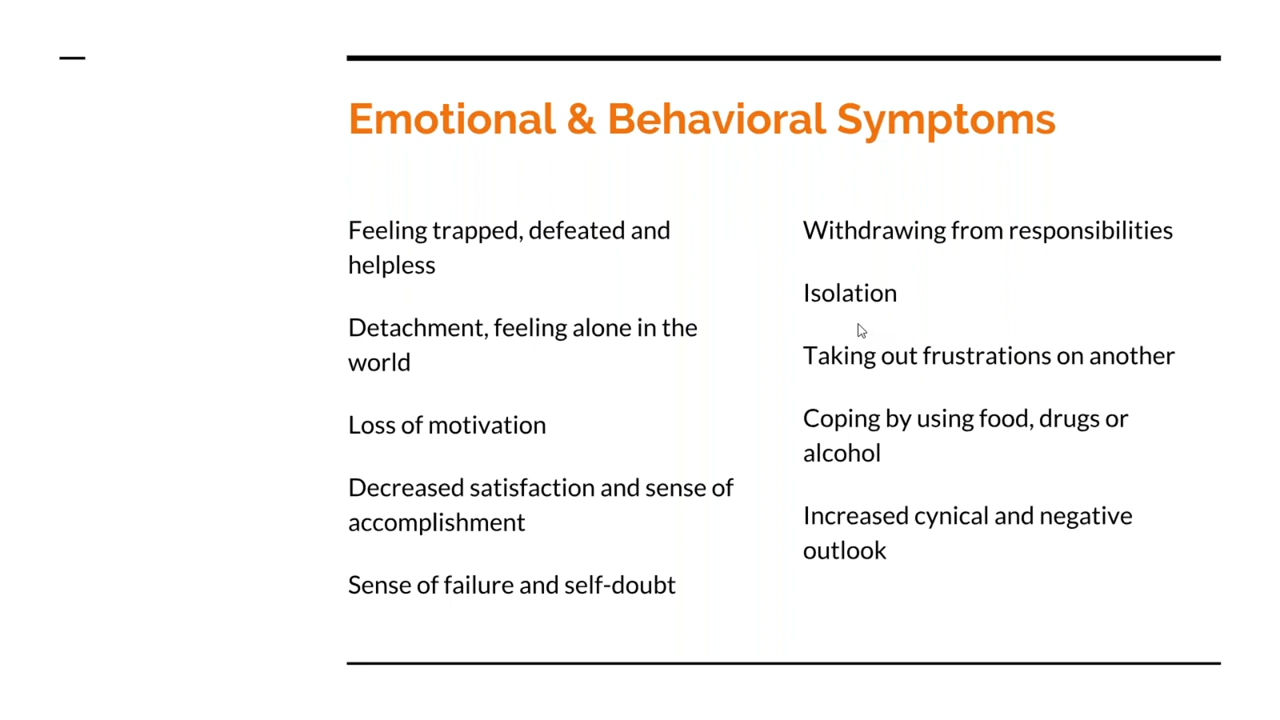 Emotional & Behavioral Symptoms
Feeling trapped, defeated and
helpless
Detachment, feeling alone in the
world
Loss of motivation
Decreased satisfaction and sense of
accomplishment
Sense of failure and self-doubt
Withdrawing from responsibilities
Isolation
Taking out frustrations on another
Coping by using food, drugs or
alcohol
Increased cynical and negative
outlook